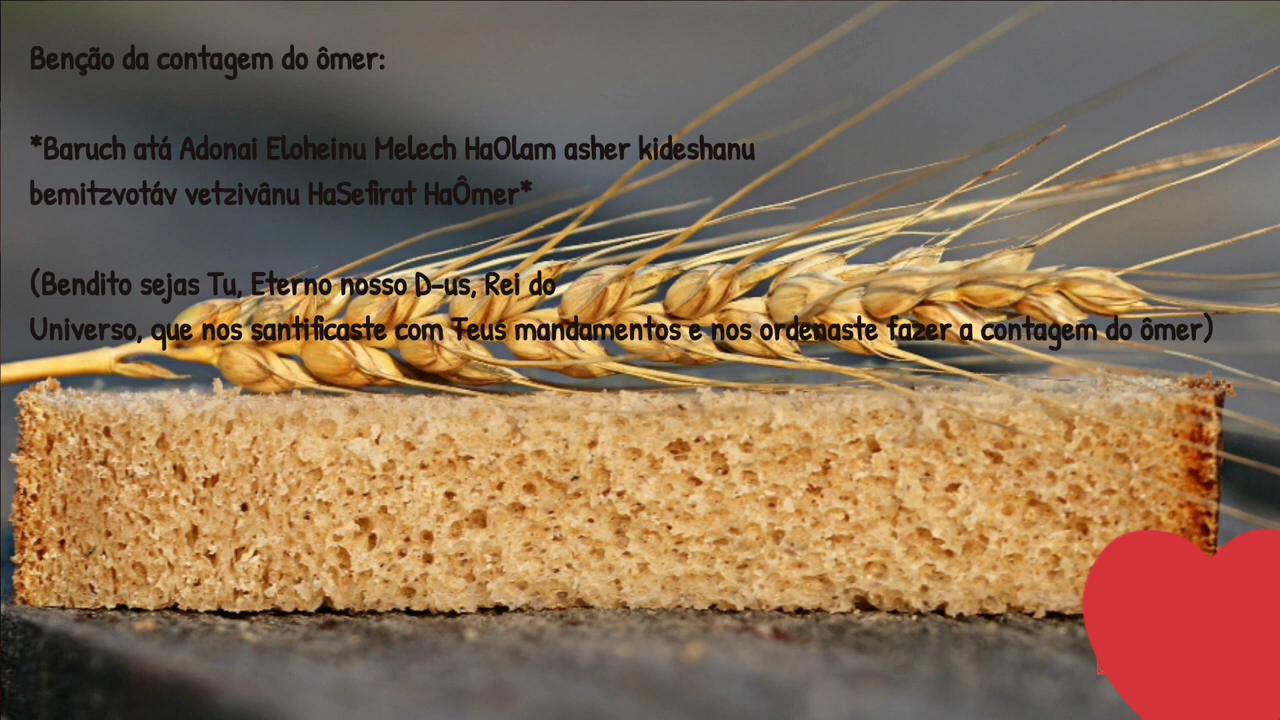 Benção da contagem do ômer:
*Baruch atá Adonai Eloheinu Melech HaOlam asher kideshanu
bemitzvotáv vetzivânu HaSefirat HaÔmer*
(Bendito sejas Tu, Eterno nosso D-us, Rei do
Universo, que nos santificaste com Teus mandamentos e nos ordenaste fazer a contagem do ômer)